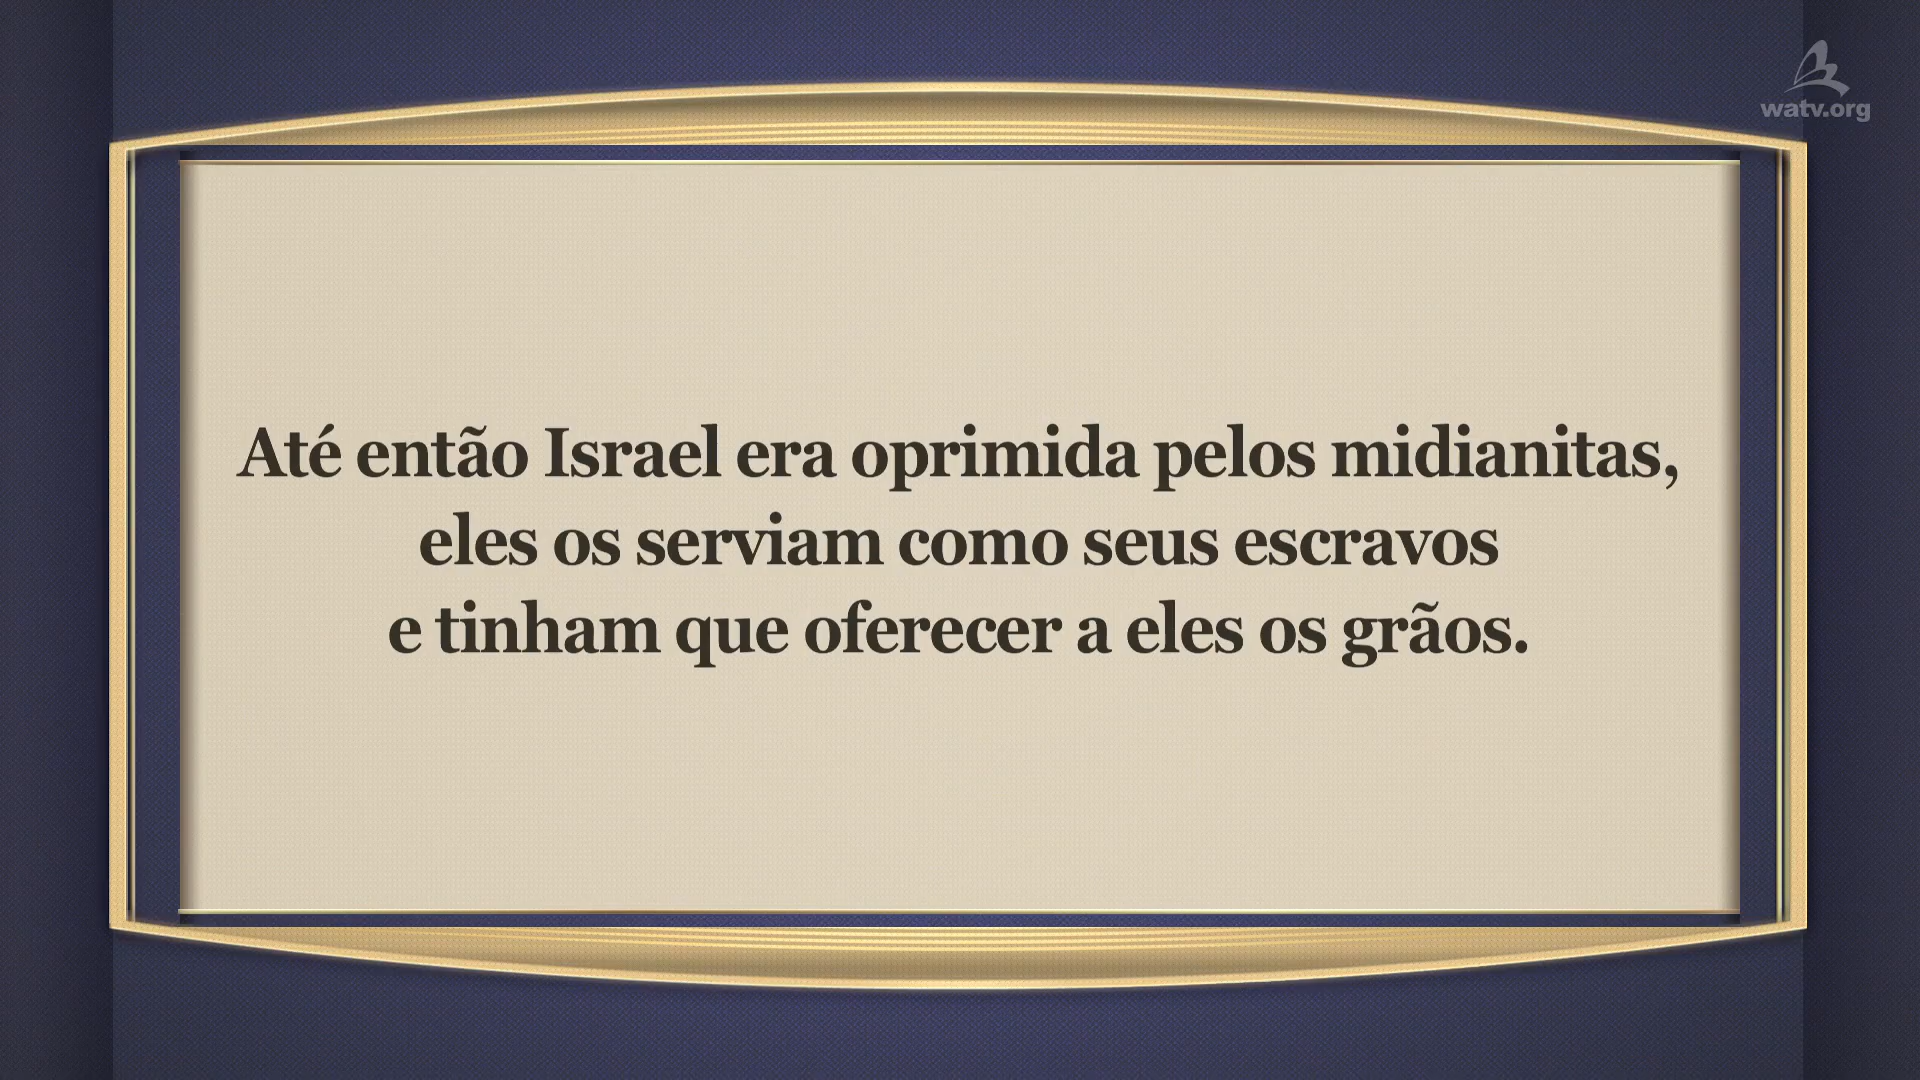 watv.org
Até então Israel era oprimida pelos midianitas,
eles os serviam como seus escravos
e tinham que oferecer a eles os grãos.